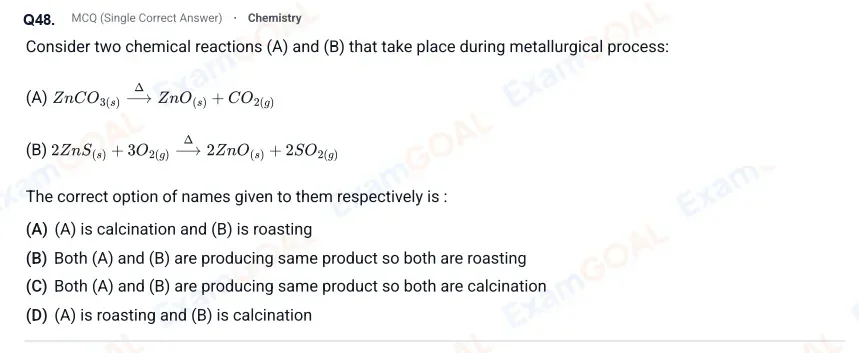 Q48. MCQ (Single Correct Answer) · Chemistry
Consider two chemical reactions (A) and (B) that take place during metallurgical process:
(A) ZnCO₃₍ₛ₎ —Δ→ ZnO₍ₛ₎ + CO₂₍g₎
(B) 2ZnS₍ₛ₎ + 3O₂₍g₎ —Δ→ 2ZnO₍ₛ₎ + 2SO₂₍g₎
The correct option of names given to them respectively is :
(A) (A) is calcination and (B) is roasting
(B) Both (A) and (B) are producing same product so both are roasting
(C) Both (A) and (B) are producing same product so both are calcination
(D) (A) is roasting and (B) is calcination